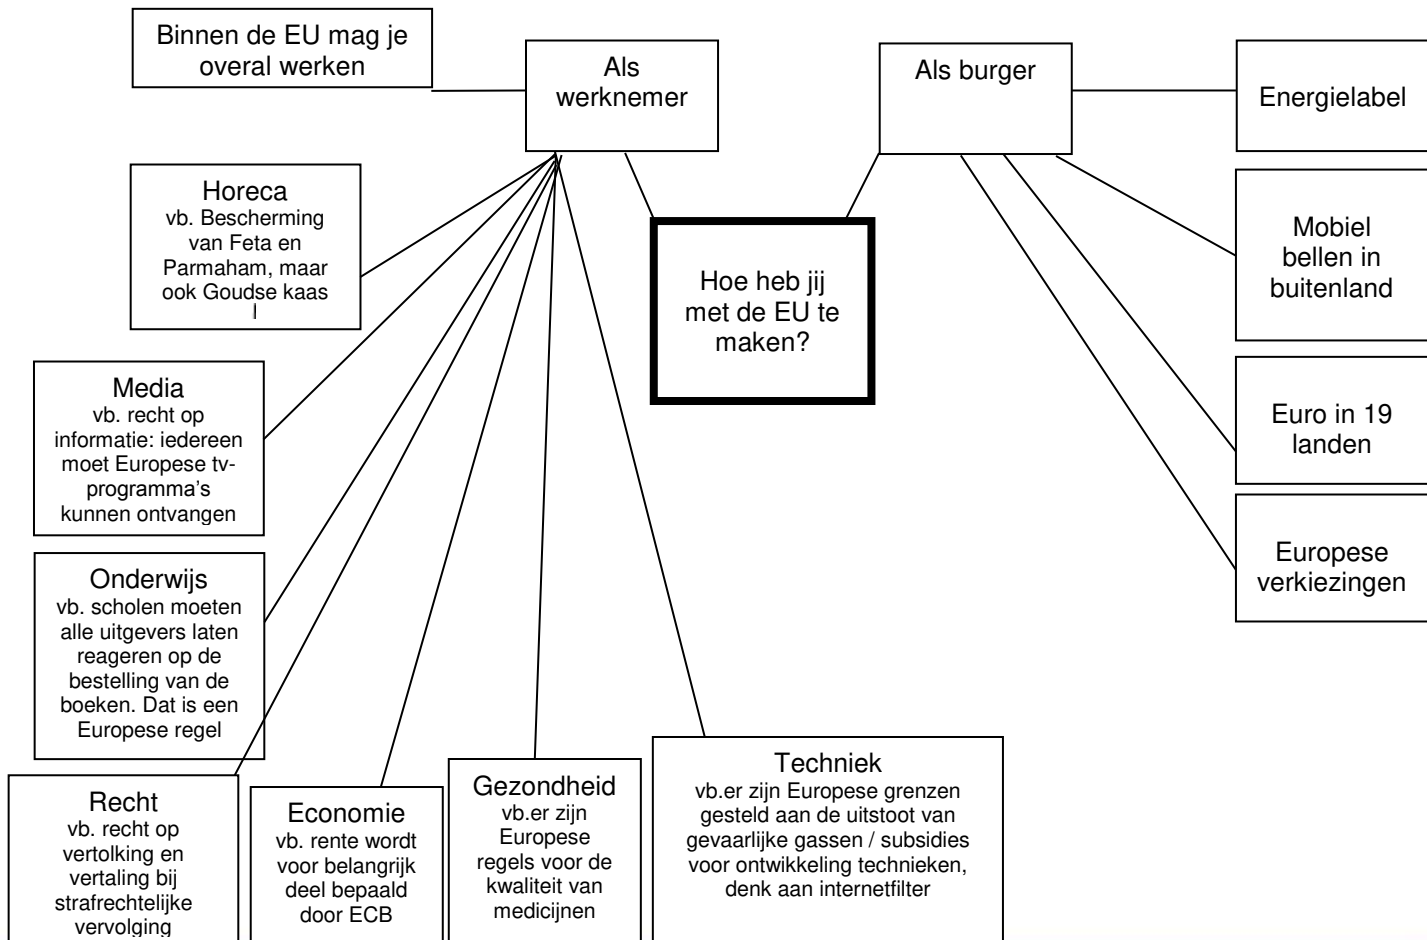 Binnen de EU mag je
overal werken
Als
werknemer
Als burger
Energielabel
Horeca
vb. Bescherming
van Feta en
Parmaham, maar
ook Goudse kaas
Mobiel
bellen in
buitenland
Hoe heb jij
met de EU te
maken?
Media
vb. recht op
informatie: iedereen
moet Europese tv-
programma's
kunnen ontvangen
Euro in 19
landen
Onderwijs
vb. scholen moeten
alle uitgevers laten
reageren op de
bestelling van de
boeken. Dat is een
Europese regel
Europese
verkiezingen
Recht
vb. recht op
vertolking en
vertaling bij
strafrechtelijke
vervolging
Economie
vb. rente wordt
voor belangrijk
deel bepaald
door ECB
Gezondheid
vb.er zijn
Europese
regels voor de
kwaliteit van
medicijnen
Techniek
vb.er zijn Europese grenzen
gesteld aan de uitstoot van
gevaarlijke gassen / subsidies
voor ontwikkeling technieken,
denk aan internetfilter